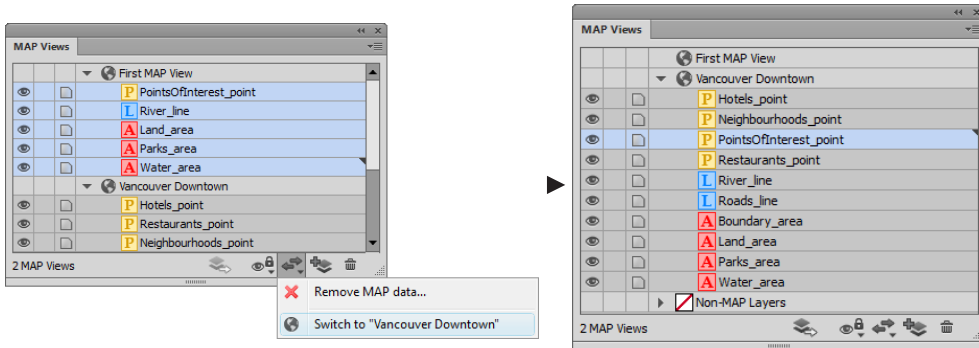 MAP Views
First MAP View
P PointsOfInterest_point
L River_line
A Land_area
A Parks_area
A Water_area
Vancouver Downtown
P Hotels_point
P Restaurants_point
P Neighbourhoods_point
2 MAP Views
Remove MAP data...
Switch to "Vancouver Downtown"
MAP Views
First MAP View
Vancouver Downtown
P Hotels_point
P Neighbourhoods_point
P PointsOfInterest_point
P Restaurants_point
L River_line
L Roads_line
A Boundary_area
A Land_area
A Parks_area
A Water_area
Non-MAP Layers
2 MAP Views